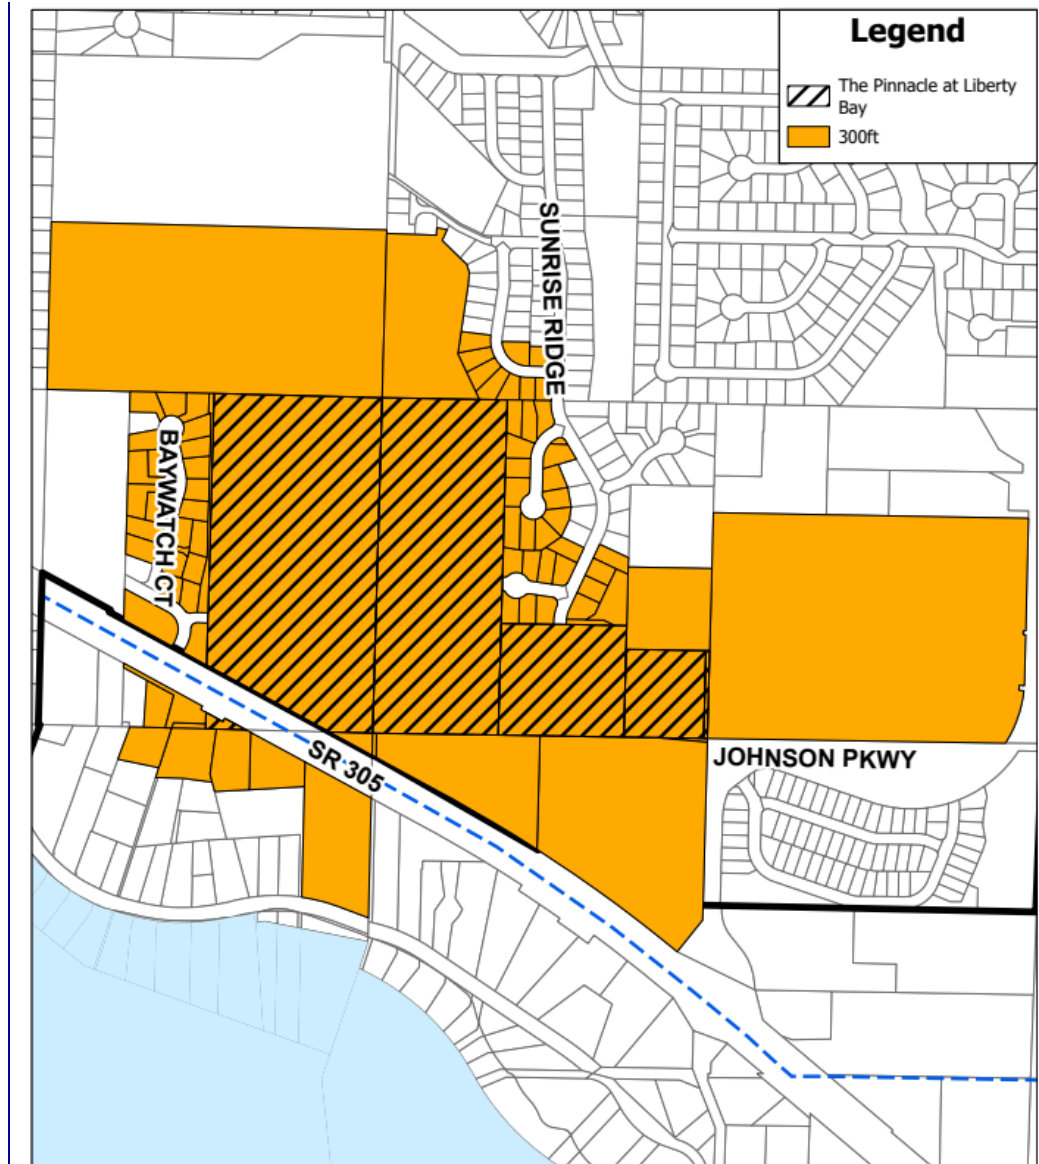 Legend
The Pinnacle at Liberty
Bay
300ft
SUNRISE RIDGE
BAYWATCH CT
SR 305
JOHNSON PKWY